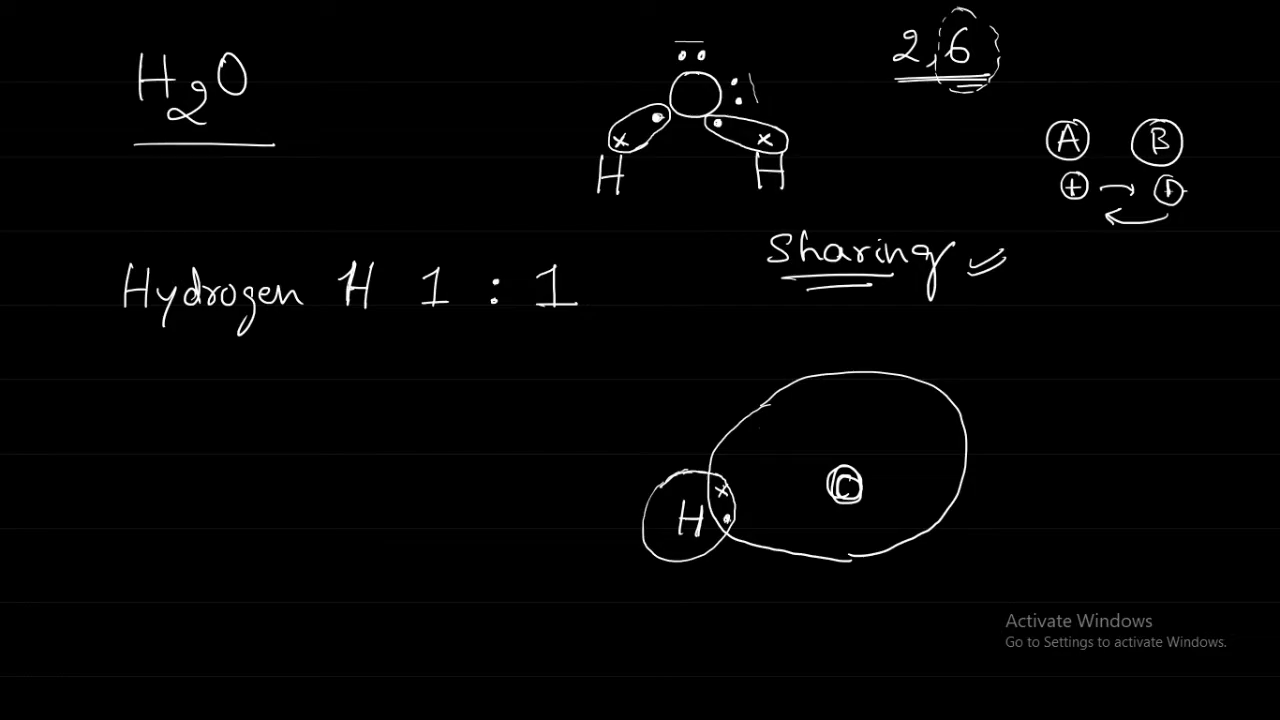 H2O
2,6
A B
+ +
H H
Sharing
Hydrogen H 1 : 1
H
Activate Windows
Go to Settings to activate Windows.